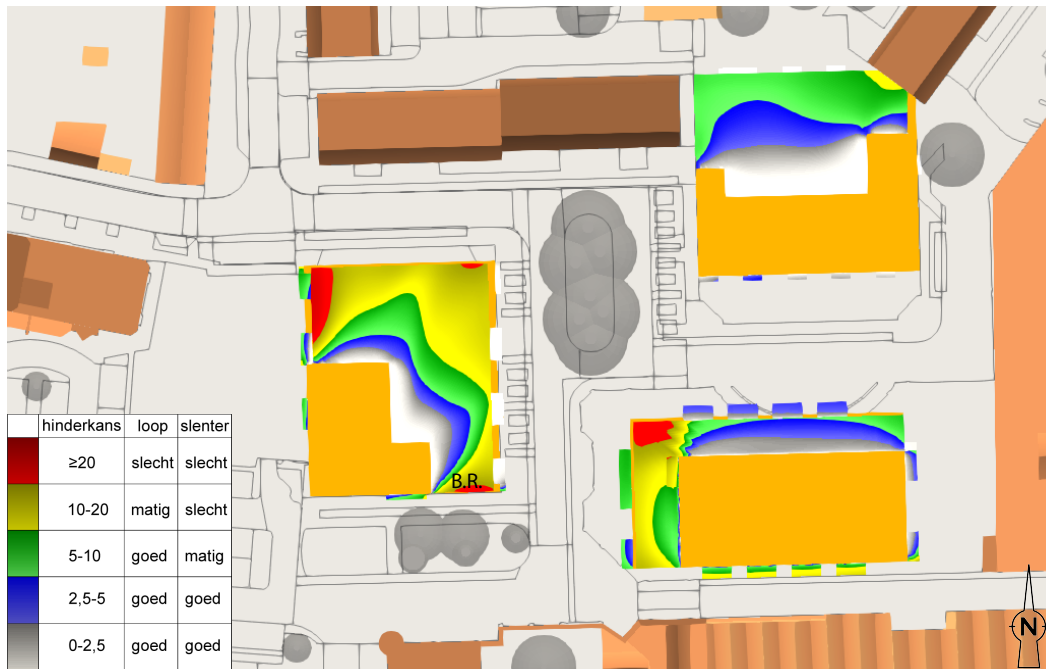 B.R.
hinderkans loop slenter
≥20 slecht slecht
10-20 matig slecht
5-10 goed matig
2,5-5 goed goed
0-2,5 goed goed
N